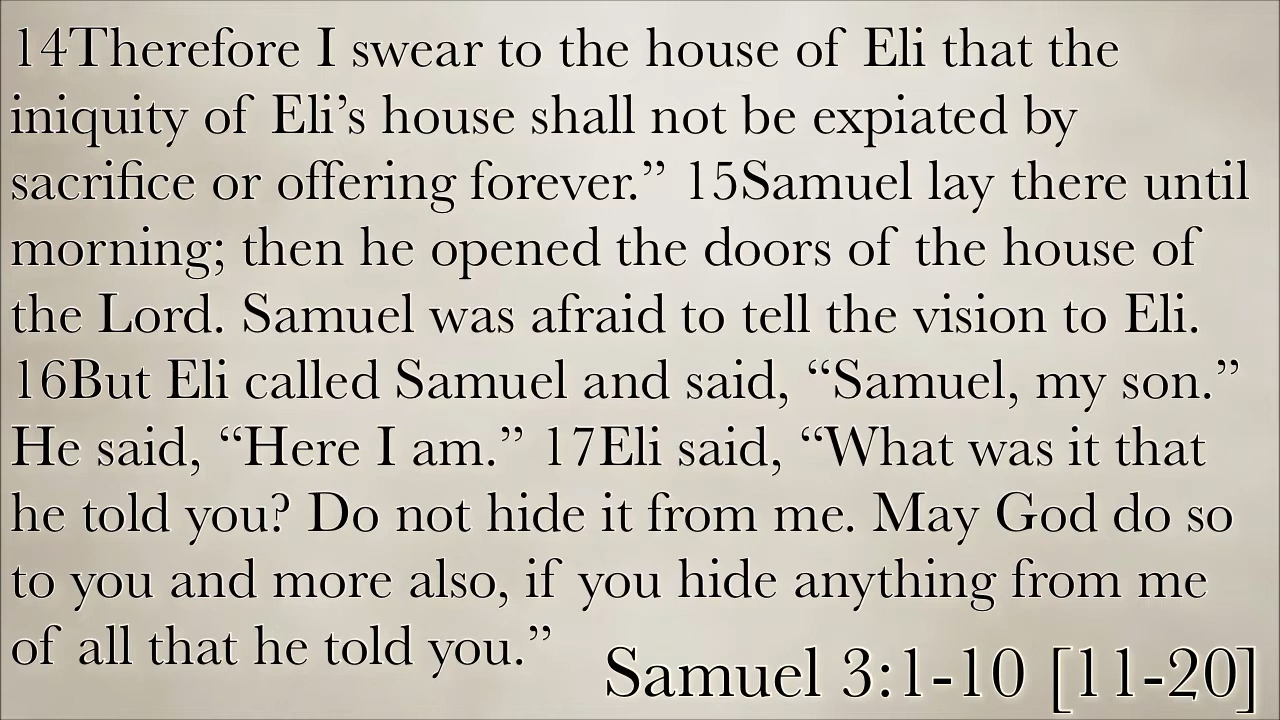 14Therefore I swear to the house of Eli that the
iniquity of Eli’s house shall not be expiated by
sacrifice or offering forever.” 15Samuel lay there until
morning; then he opened the doors of the house of
the Lord. Samuel was afraid to tell the vision to Eli.
16But Eli called Samuel and said, “Samuel, my son.”
He said, “Here I am.” 17Eli said, “What was it that
he told you? Do not hide it from me. May God do so
to you and more also, if you hide anything from me
of all that he told you.”
Samuel 3:1-10 [11-20]